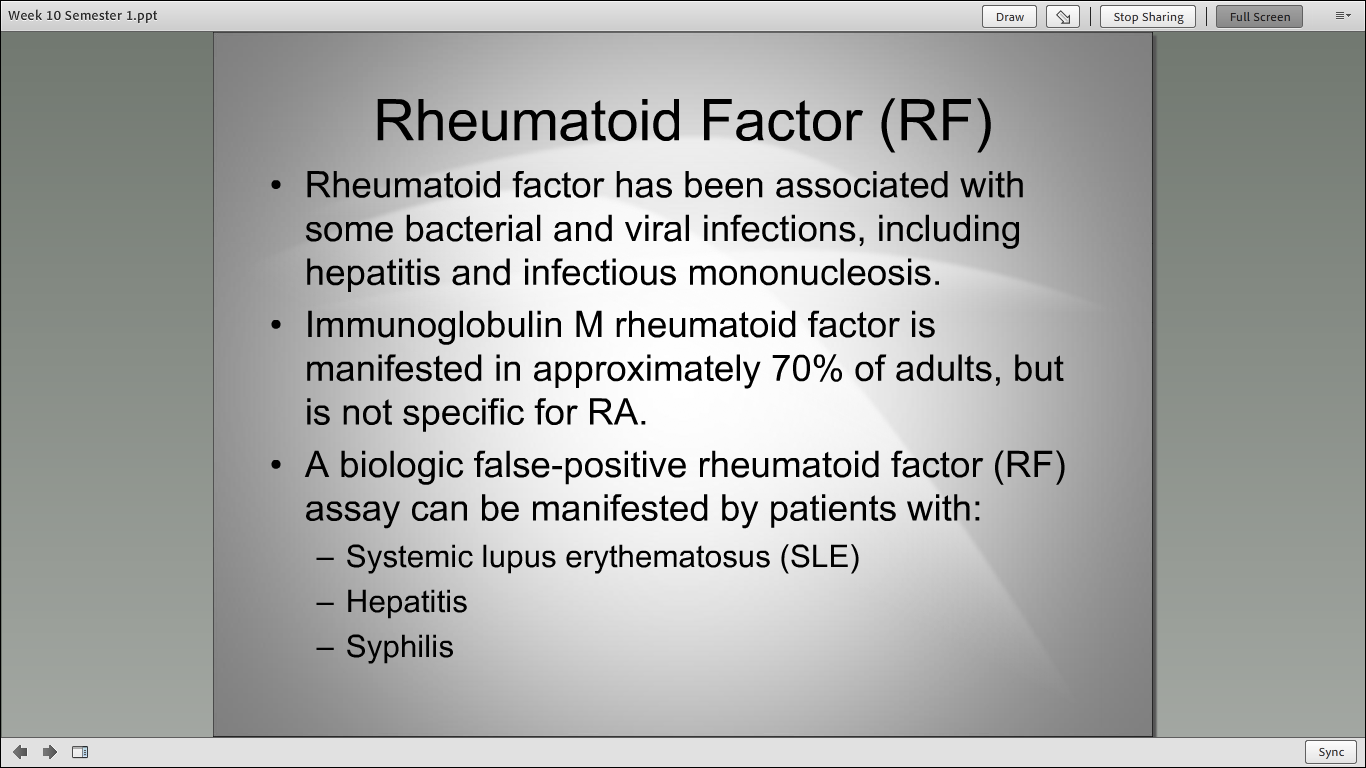 Week 10 Semester 1.ppt
Draw
Stop Sharing
Full Screen
Rheumatoid Factor (RF)
• Rheumatoid factor has been associated with
some bacterial and viral infections, including
hepatitis and infectious mononucleosis.
• Immunoglobulin M rheumatoid factor is
manifested in approximately 70% of adults, but
is not specific for RA.
• A biologic false-positive rheumatoid factor (RF)
assay can be manifested by patients with:
– Systemic lupus erythematosus (SLE)
– Hepatitis
– Syphilis
Sync